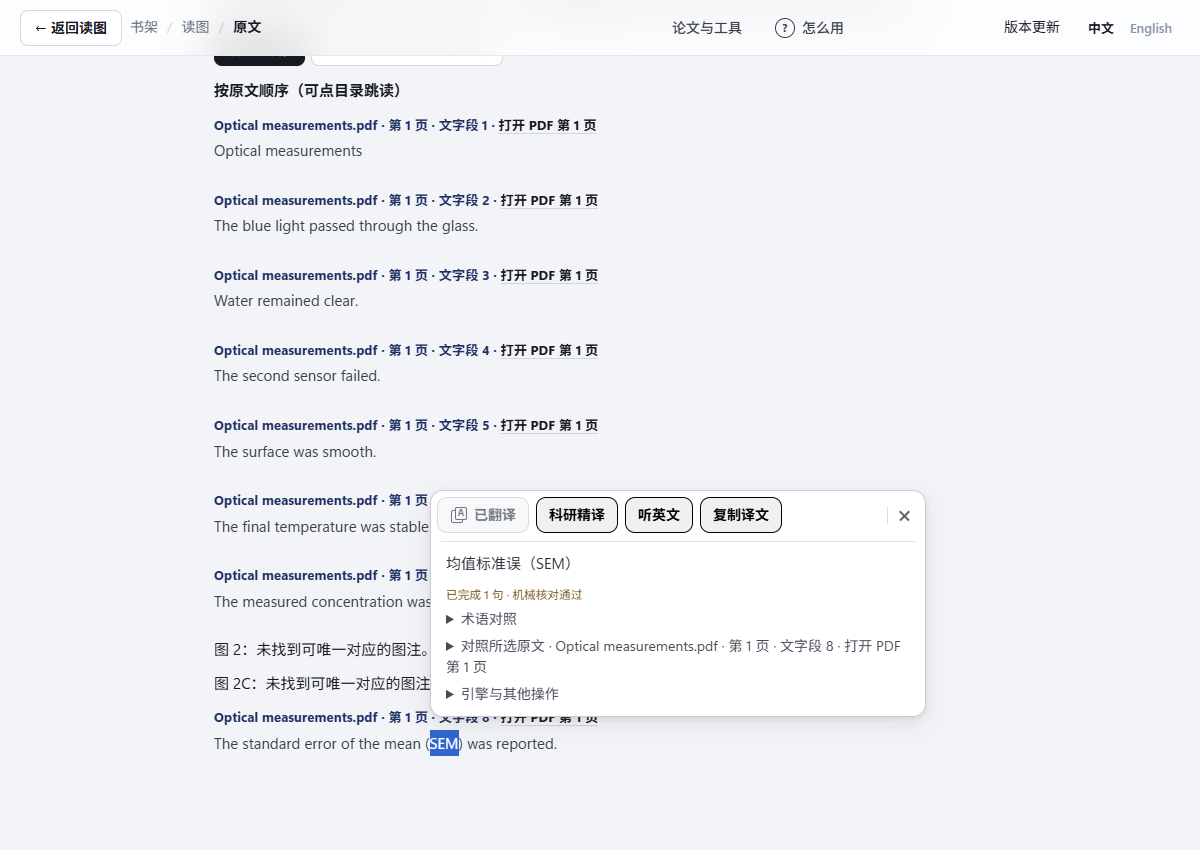 ← 返回读图 书架 / 读图 / 原文 论文与工具 ? 怎么用 版本更新 中文 English
按原文顺序（可点目录跳读）
Optical measurements.pdf · 第 1 页 · 文字段 1 · 打开 PDF 第 1 页
Optical measurements
Optical measurements.pdf · 第 1 页 · 文字段 2 · 打开 PDF 第 1 页
The blue light passed through the glass.
Optical measurements.pdf · 第 1 页 · 文字段 3 · 打开 PDF 第 1 页
Water remained clear.
Optical measurements.pdf · 第 1 页 · 文字段 4 · 打开 PDF 第 1 页
The second sensor failed.
Optical measurements.pdf · 第 1 页 · 文字段 5 · 打开 PDF 第 1 页
The surface was smooth.
Optical measurements.pdf · 第 1 页
The final temperature was stable
Optical measurements.pdf · 第 1 页
The measured concentration was
图 2：未找到可唯一对应的图注。
图 2C：未找到可唯一对应的图注
已翻译 科研精译 听英文 复制译文 ×
均值标准误（SEM）
已完成 1 句 · 机械核对通过
▶ 术语对照
▶ 对照所选原文 · Optical measurements.pdf · 第 1 页 · 文字段 8 · 打开 PDF
第 1 页
▶ 引擎与其他操作
Optical measurements.pdf · 第 1 页 · 文字段 8 · 打开 PDF 第 1 页
The standard error of the mean (SEM) was reported.